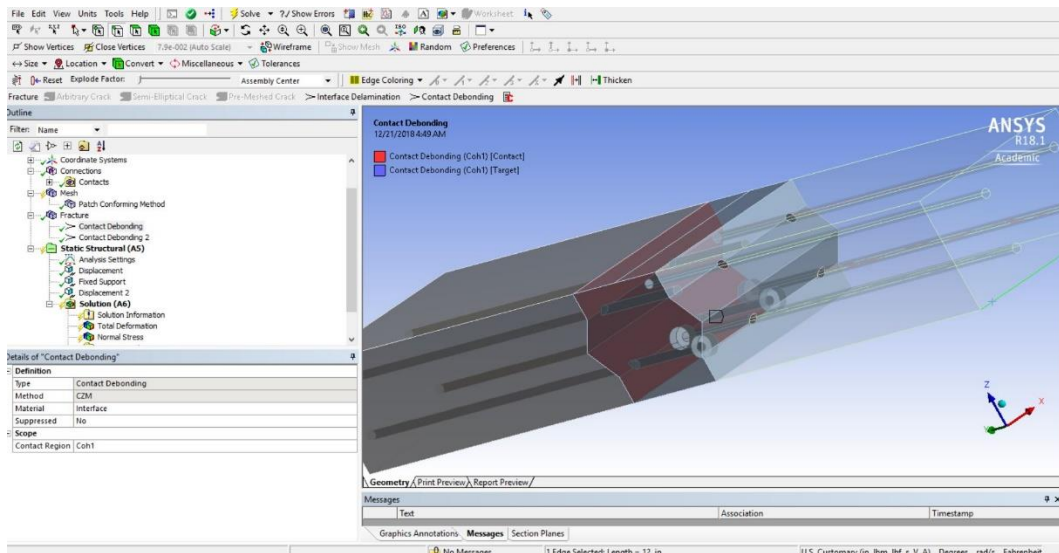 File Edit View Units Tools Help Solve ?/ Show Errors Worksheet
Show Vertices Close Vertices 7.9e-002 (Auto Scale) Wireframe Show Mesh Random Preferences
Size Location Convert Miscellaneous Tolerances
Reset Explode Factor: Assembly Center Edge Coloring Thicken
Fracture Arbitrary Crack Semi-Elliptical Crack Pre-Meshed Crack Interface Delamination Contact Debonding
Outline
Filter: Name
Coordinate Systems
Connections
Contacts
Mesh
Patch Conforming Method
Fracture
Contact Debonding
Contact Debonding 2
Static Structural (A5)
Analysis Settings
Displacement
Fixed Support
Displacement 2
Solution (A6)
Solution Information
Total Deformation
Normal Stress
Details of "Contact Debonding"
Definition
Type Contact Debonding
Method CZM
Material Interface
Suppressed No
Scope
Contact Region Coh1
Contact Debonding
12/21/2018 4:49 AM
Contact Debonding (Coh1) [Contact]
Contact Debonding (Coh1) [Target]
ANSYS
R18.1
Academic
Z
X
Geometry Print Preview Report Preview
Messages
Text Association Timestamp
Graphics Annotations Messages Section Planes
No Messages 1 Edge Selected: Length = 12 in U.S. Customary (in, lbm, lbf, s, V, A) Degrees rad/s Fahrenheit